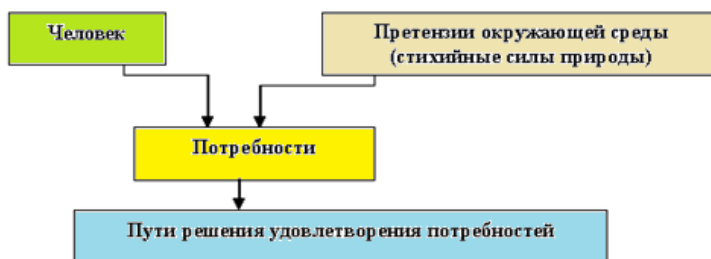 Человек
Претензии окружающей среды
(стихийные силы природы)
Потребности
Пути решения удовлетворения потребностей